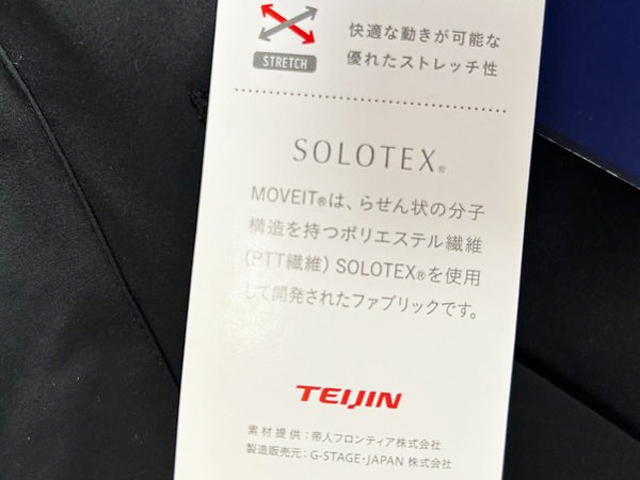 快適な動きが可能な
STRETCH
優れたストレッチ性
SOLOTEX®
MOVEIT®は、らせん状の分子
構造を持つポリエステル繊維
(PTT繊維) SOLOTEX®を使用
して開発されたファブリックです。
TEIJIN
素材提供：帝人フロンティア株式会社
製造販売元：G-STAGE・JAPAN 株式会社